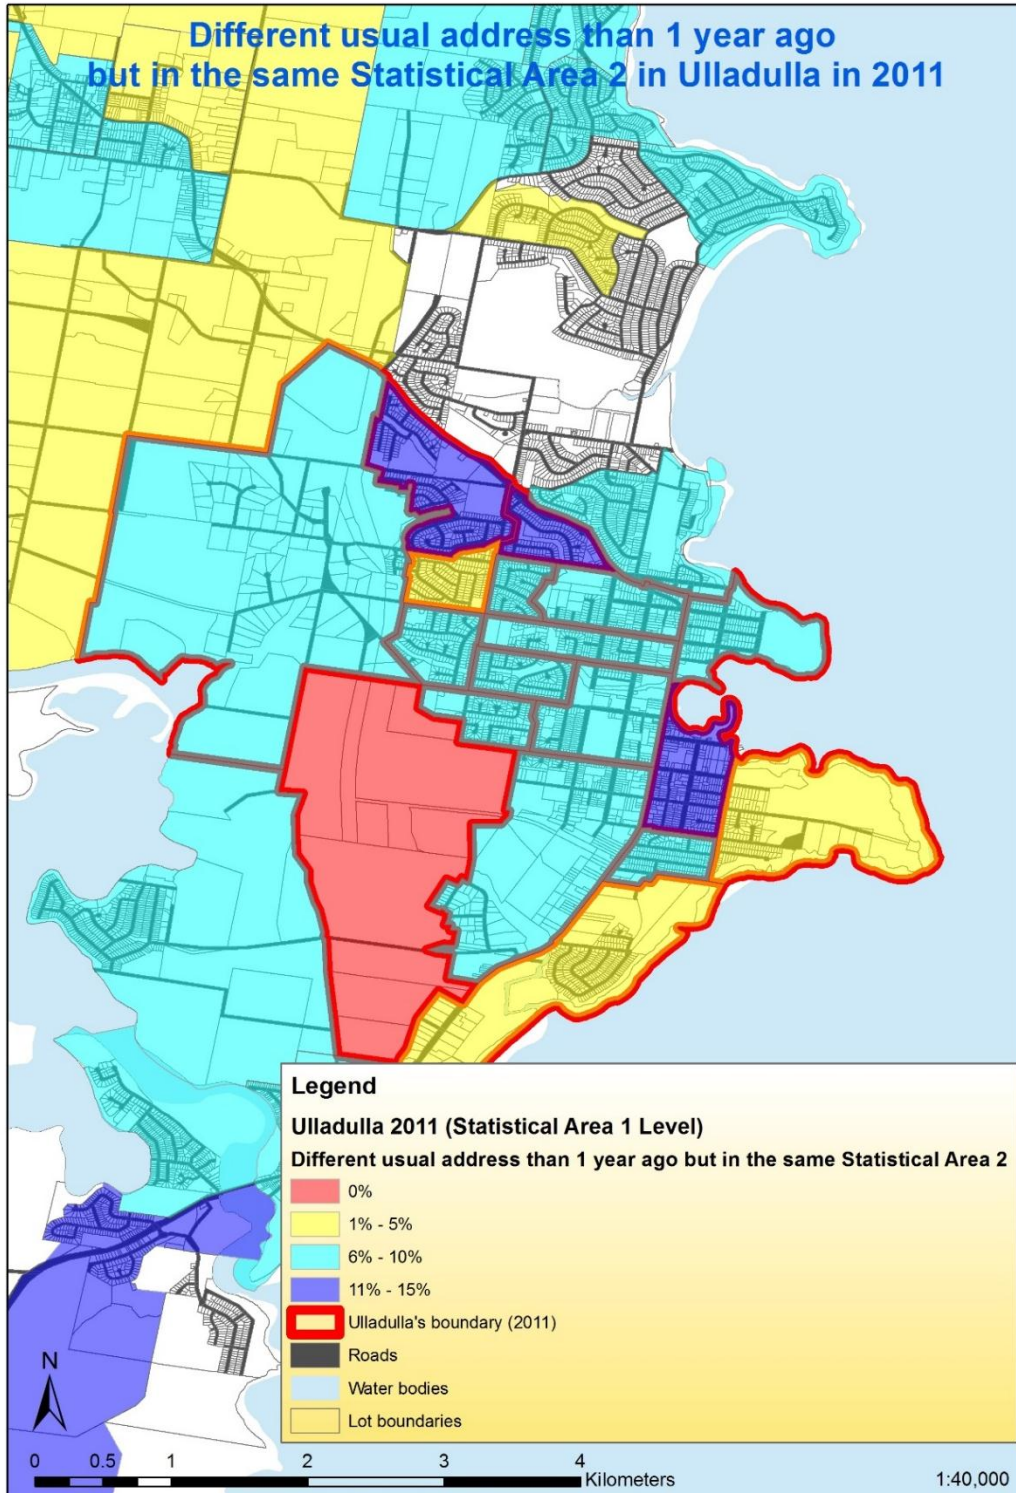 Different usual address than 1 year ago
but in the same Statistical Area 2 in Ulladulla in 2011
Legend
Ulladulla 2011 (Statistical Area 1 Level)
Different usual address than 1 year ago but in the same Statistical Area 2
0%
1% - 5%
6% - 10%
11% - 15%
Ulladulla's boundary (2011)
Roads
Water bodies
Lot boundaries
N
0 0.5 1 2 3 4
Kilometers
1:40,000